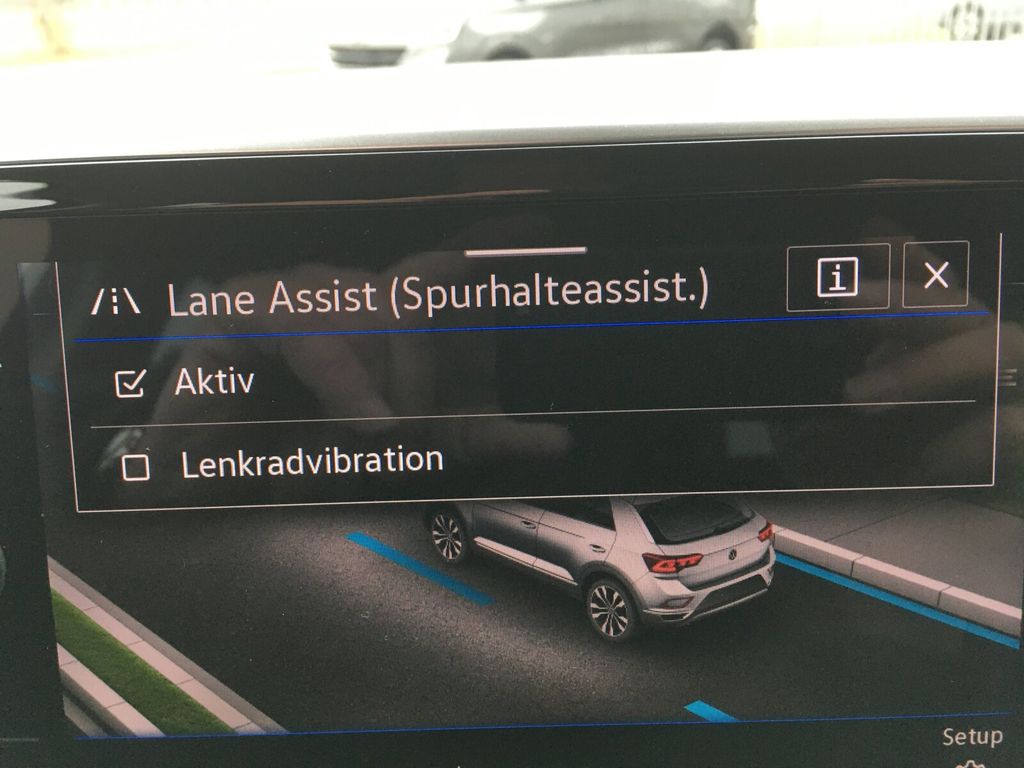 Lane Assist (Spurhalteassist.)
Aktiv
Lenkradvibration
Setup